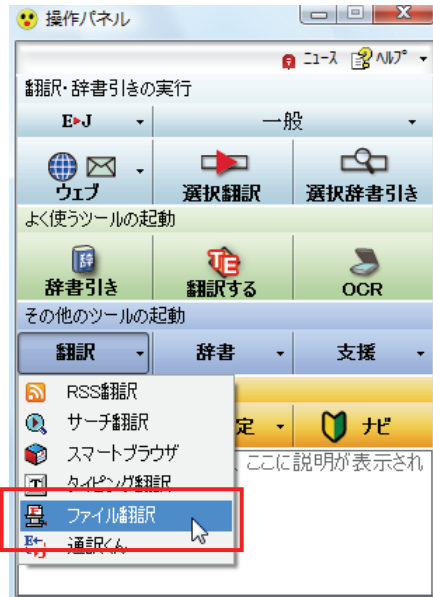 操作パネル
ニュース ヘルプ
翻訳・辞書引きの実行
E▸J 一般
ウェブ 選択翻訳 選択辞書引き
よく使うツールの起動
辞書引き 翻訳する OCR
その他のツールの起動
翻訳 辞書 支援
RSS翻訳
サーチ翻訳
定 ナビ
スマートブラウザ
ここに説明が表示され
タイピング翻訳
ファイル翻訳
通訳くん